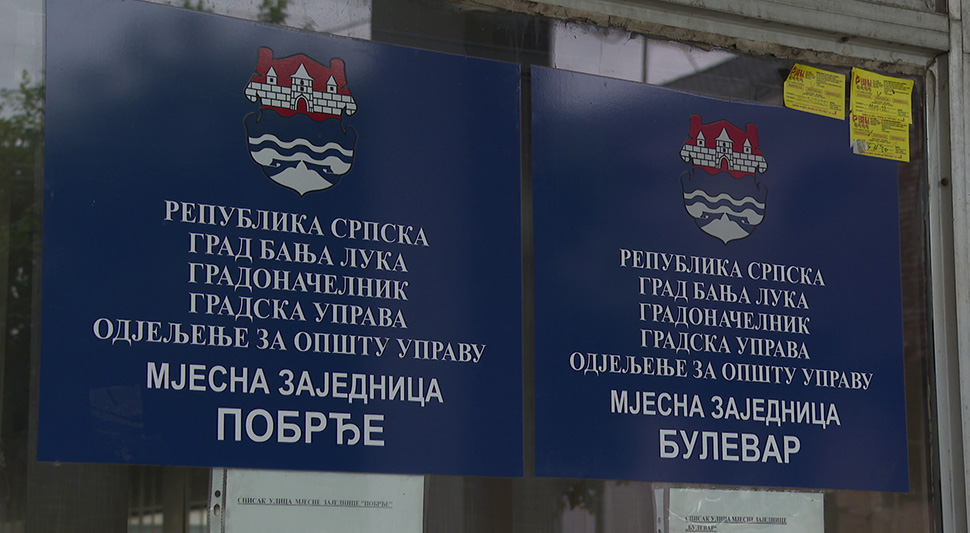 РЕПУБЛИКА СРПСКА
ГРАД БАЊА ЛУКА
ГРАДОНАЧЕЛНИК
ГРАДСКА УПРАВА
ОДЈЕЉЕЊЕ ЗА ОПШТУ УПРАВУ
МЈЕСНА ЗАЈЕДНИЦА
ПОБРЂЕ
СПИСАК УЛИЦА МЈЕСНЕ ЗАЈЕДНИЦЕ "ПОБРЂЕ"
РЕПУБЛИКА СРПСКА
ГРАД БАЊА ЛУКА
ГРАДОНАЧЕЛНИК
ГРАДСКА УПРАВА
ОДЈЕЉЕЊЕ ЗА ОПШТУ УПРАВУ
МЈЕСНА ЗАЈЕДНИЦА
БУЛЕВАР
СПИСАК УЛИЦА МЈЕСНЕ ЗАЈЕДНИЦЕ
"БУЛЕВАР"